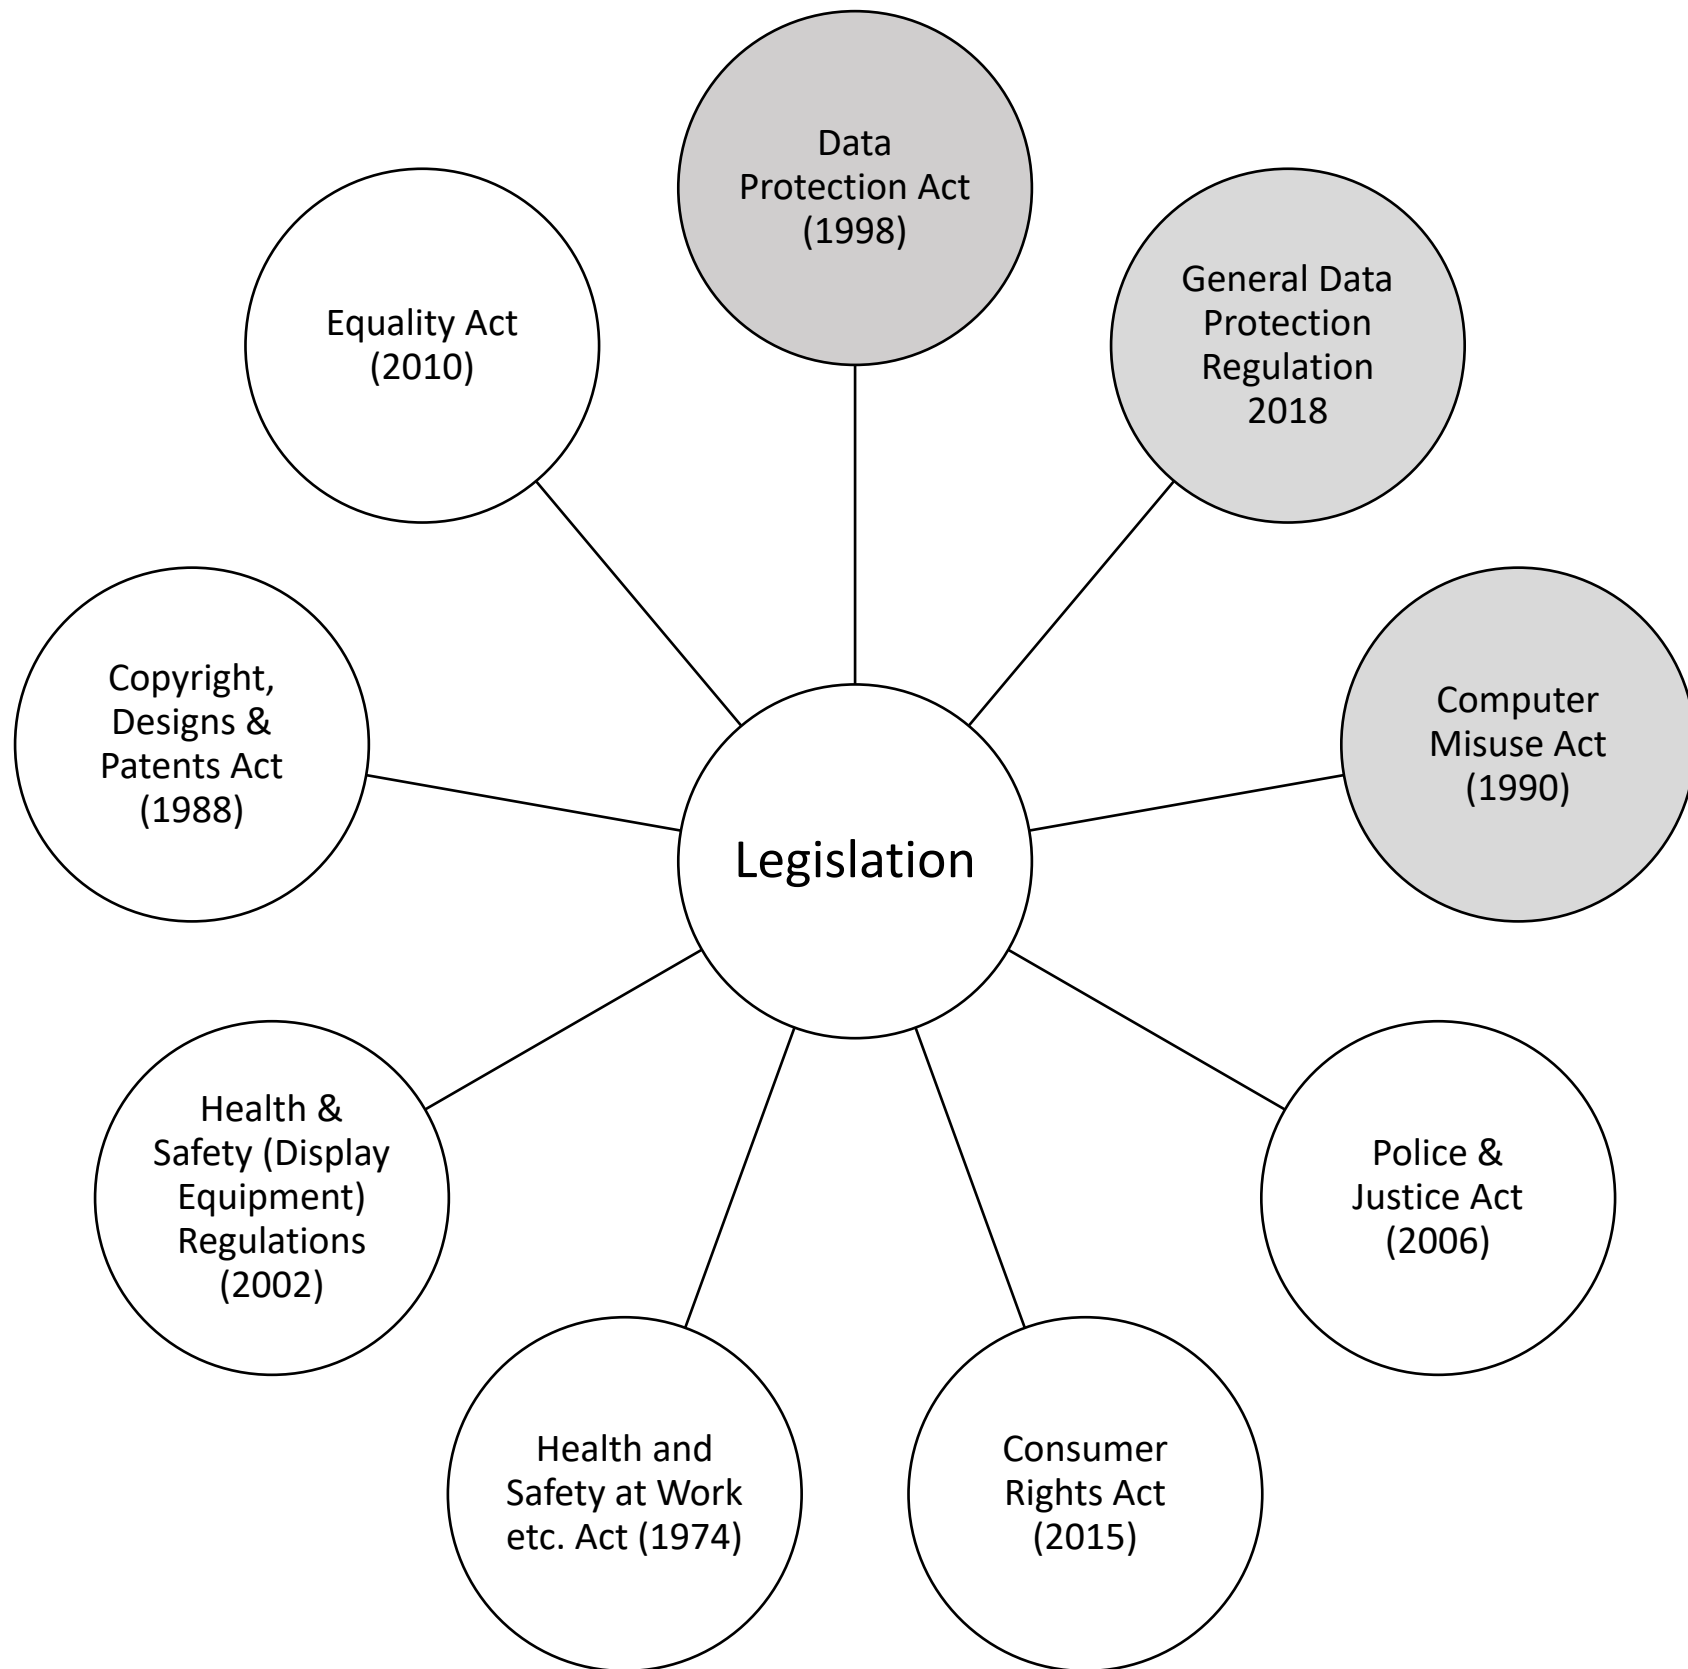 Data
Protection Act
(1998)
General Data
Protection
Regulation
2018
Computer
Misuse Act
(1990)
Police &
Justice Act
(2006)
Consumer
Rights Act
(2015)
Health and
Safety at Work
etc. Act (1974)
Health &
Safety (Display
Equipment)
Regulations
(2002)
Copyright,
Designs &
Patents Act
(1988)
Equality Act
(2010)
Legislation